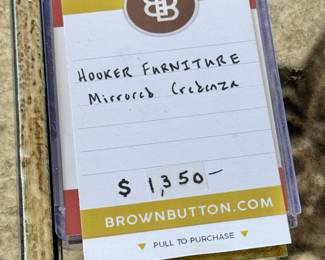 HOOKER FURNITURE
Mirrored Credenza
$ 1,350-
BROWNBUTTON.COM
PULL TO PURCHASE